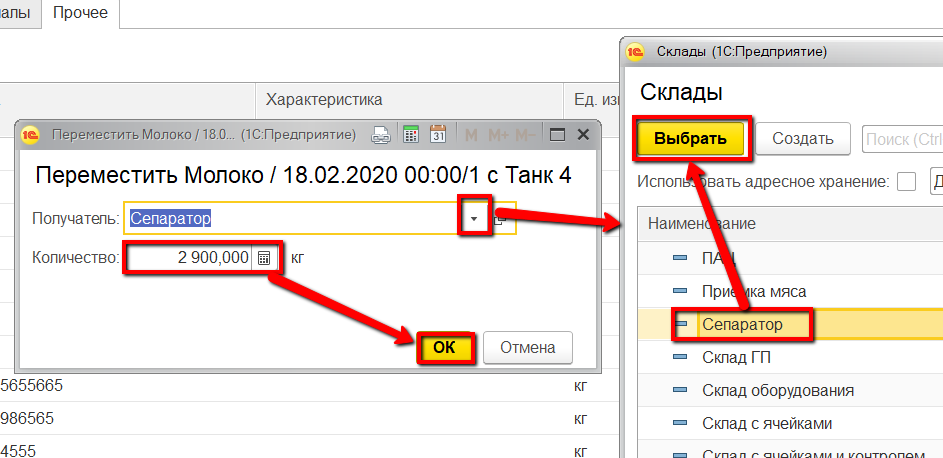 алы Прочее
Характеристика Ед. изм
Переместить Молоко / 18.0... (1С:Предприятие) 31 M M+ M−
Переместить Молоко / 18.02.2020 00:00/1 с Танк 4
Получатель: Сепаратор
Количество: 2 900,000 кг
ОК Отмена
5655665 кг
986565 кг
4555 кг
Склады (1С:Предприятие)
Склады
Выбрать Создать Поиск (Ctrl
Использовать адресное хранение: Д
Наименование
Приемка мяса
Сепаратор
Склад ГП
Склад оборудования
Склад с ячейками
Склад с ячейками и контролем